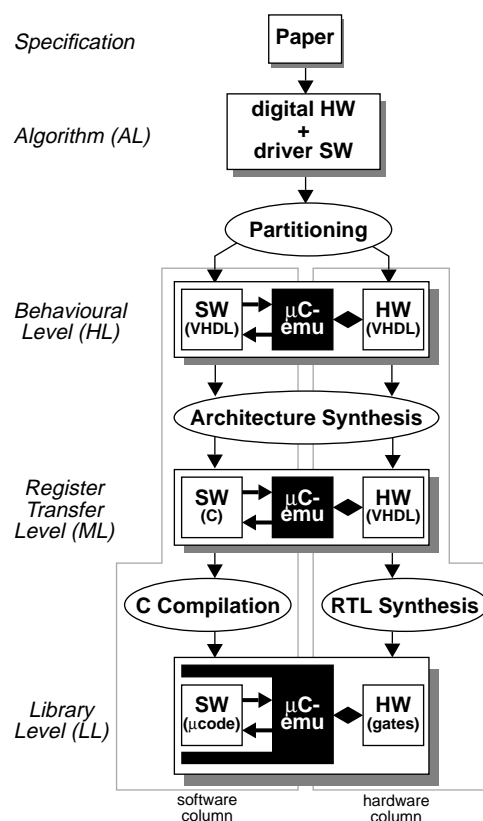 Specification
Paper
Algorithm (AL)
digital HW
+
driver SW
Partitioning
Behavioural
Level (HL)
SW
(VHDL)
μC-
emu
HW
(VHDL)
Architecture Synthesis
Register
Transfer
Level (ML)
SW
(C)
μC-
emu
HW
(VHDL)
C Compilation
RTL Synthesis
Library
Level (LL)
SW
(μcode)
μC-
emu
HW
(gates)
software
column
hardware
column